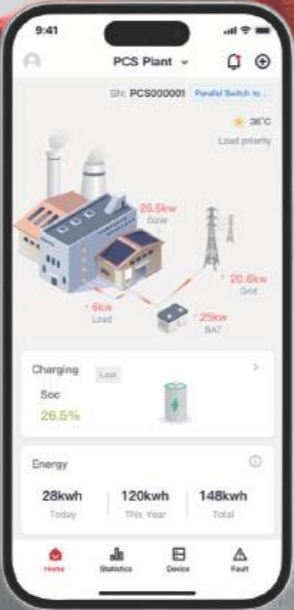 9:41
PCS Plant
SN: PCS000001 Parallel Switch to...
36°C
Load priority
26.5kw
Solar
20.6kw
Grid
6kw
Load
25kw
BAT
Charging
Soc
26.5%
Energy
28kwh 120kwh 148kwh
Today This Year Total
Home Statistics Device Fault